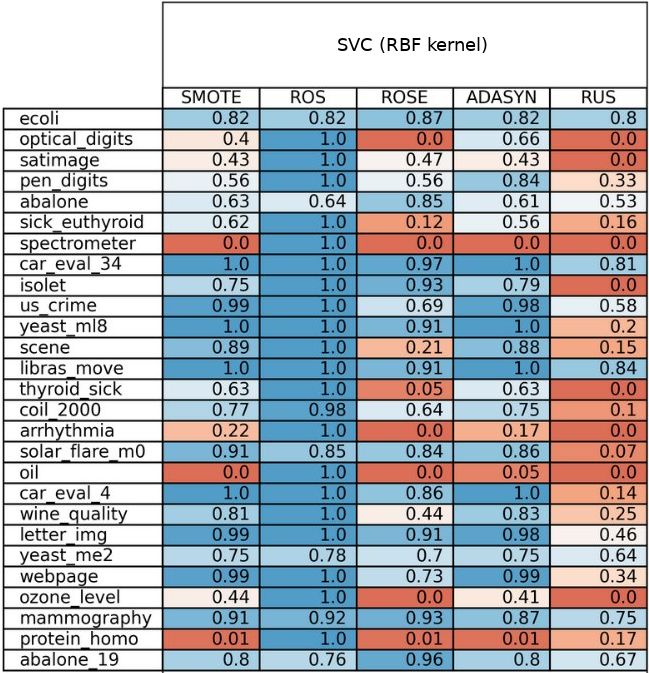 SVC (RBF kernel)
SMOTE ROS ROSE ADASYN RUS
ecoli 0.82 0.82 0.87 0.82 0.8
optical_digits 0.4 1.0 0.0 0.66 0.0
satimage 0.43 1.0 0.47 0.43 0.0
pen_digits 0.56 1.0 0.56 0.84 0.33
abalone 0.63 0.64 0.85 0.61 0.53
sick_euthyroid 0.62 1.0 0.12 0.56 0.16
spectrometer 0.0 1.0 0.0 0.0 0.0
car_eval_34 1.0 1.0 0.97 1.0 0.81
isolet 0.75 1.0 0.93 0.79 0.0
us_crime 0.99 1.0 0.69 0.98 0.58
yeast_ml8 1.0 1.0 0.91 1.0 0.2
scene 0.89 1.0 0.21 0.88 0.15
libras_move 1.0 1.0 0.91 1.0 0.84
thyroid_sick 0.63 1.0 0.05 0.63 0.0
coil_2000 0.77 0.98 0.64 0.75 0.1
arrhythmia 0.22 1.0 0.0 0.17 0.0
solar_flare_m0 0.91 0.85 0.84 0.86 0.07
oil 0.0 1.0 0.0 0.05 0.0
car_eval_4 1.0 1.0 0.86 1.0 0.14
wine_quality 0.81 1.0 0.44 0.83 0.25
letter_img 0.99 1.0 0.91 0.98 0.46
yeast_me2 0.75 0.78 0.7 0.75 0.64
webpage 0.99 1.0 0.73 0.99 0.34
ozone_level 0.44 1.0 0.0 0.41 0.0
mammography 0.91 0.92 0.93 0.87 0.75
protein_homo 0.01 1.0 0.01 0.01 0.17
abalone_19 0.8 0.76 0.96 0.8 0.67